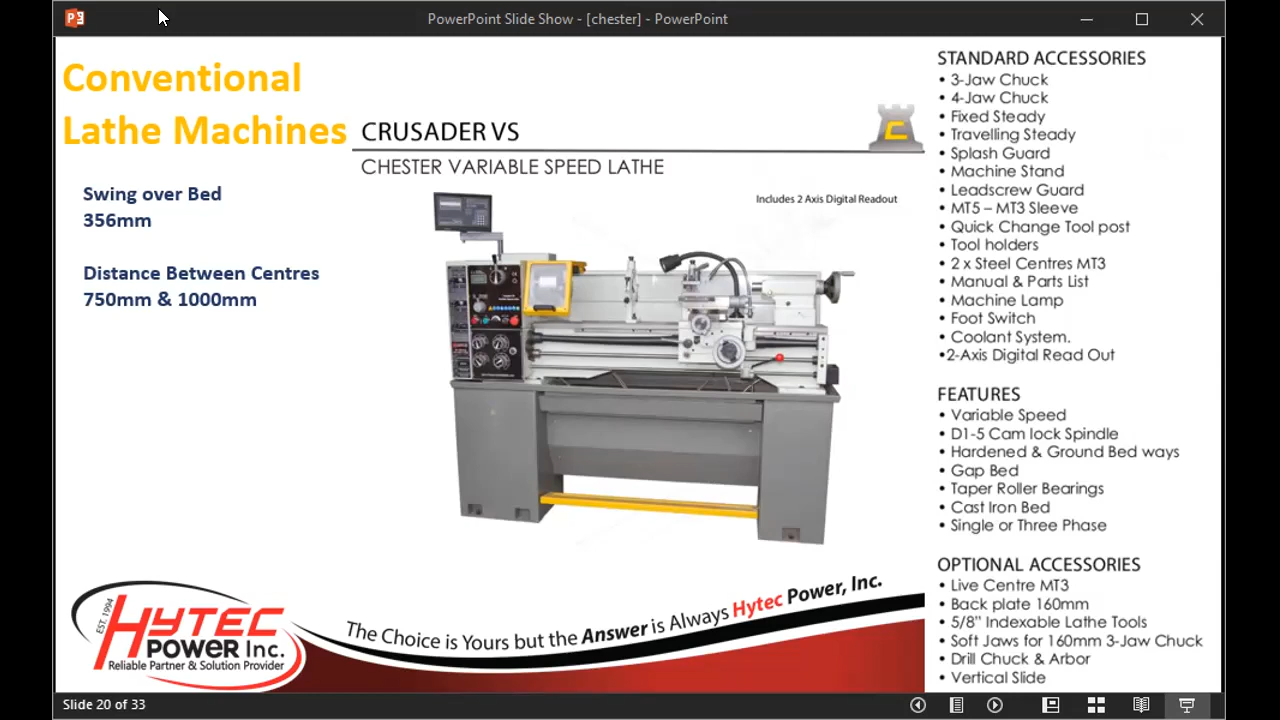 PowerPoint Slide Show - [chester] - PowerPoint
Conventional
Lathe Machines
CRUSADER VS
CHESTER VARIABLE SPEED LATHE
Includes 2 Axis Digital Readout
Swing over Bed
356mm
Distance Between Centres
750mm & 1000mm
STANDARD ACCESSORIES
• 3-Jaw Chuck
• 4-Jaw Chuck
• Fixed Steady
• Travelling Steady
• Splash Guard
• Machine Stand
• Leadscrew Guard
• MT5 – MT3 Sleeve
• Quick Change Tool post
• Tool holders
• 2 x Steel Centres MT3
• Manual & Parts List
• Machine Lamp
• Foot Switch
• Coolant System.
•2-Axis Digital Read Out
FEATURES
• Variable Speed
• D1-5 Cam lock Spindle
• Hardened & Ground Bed ways
• Gap Bed
• Taper Roller Bearings
• Cast Iron Bed
• Single or Three Phase
OPTIONAL ACCESSORIES
• Live Centre MT3
• Back plate 160mm
• 5/8" Indexable Lathe Tools
• Soft Jaws for 160mm 3-Jaw Chuck
• Drill Chuck & Arbor
• Vertical Slide
EST. 1994
HYTEC
POWER Inc.
Reliable Partner & Solution Provider
The Choice is Yours but the Answer is Always Hytec Power, Inc.
Slide 20 of 33